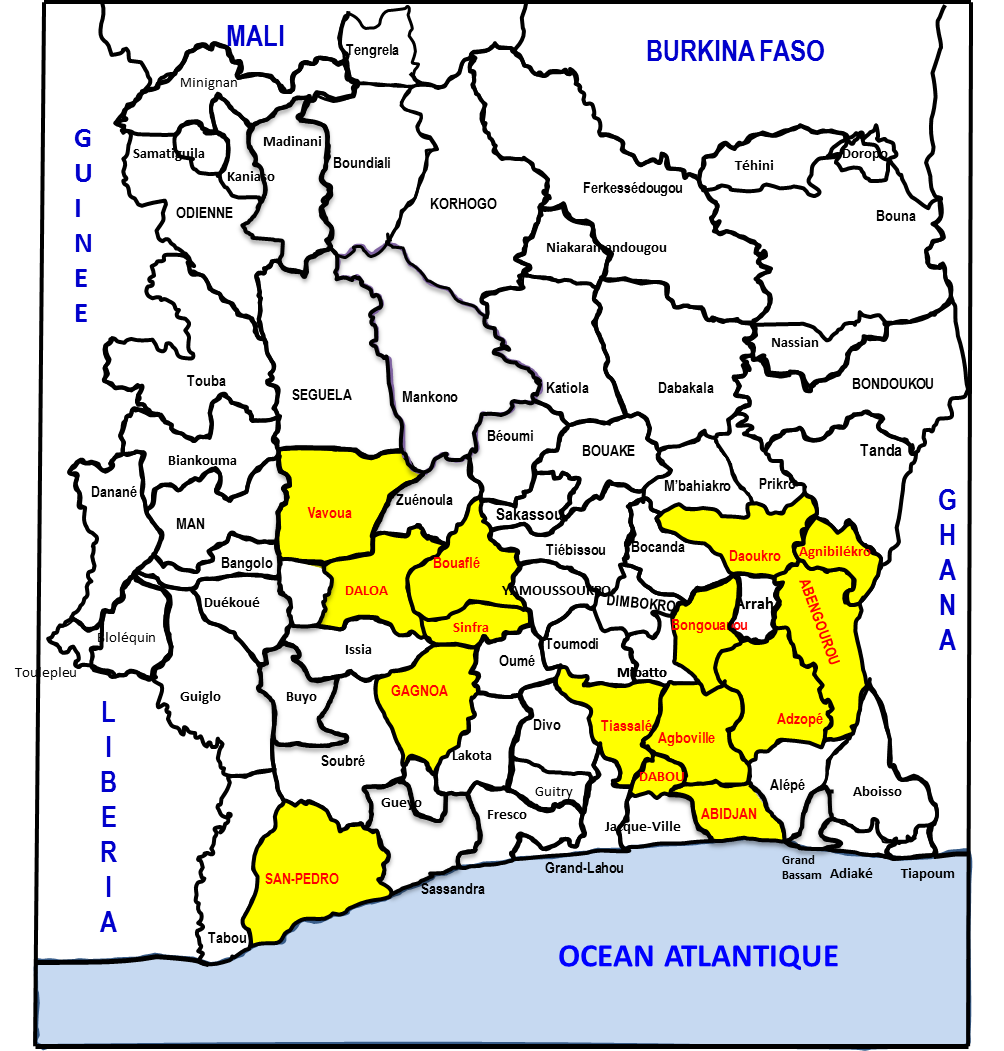 MALI
BURKINA FASO
Tengrela
Minignan
GUINEE
Samatiguila
Madinani
Boundiali
Kaniaso
ODIENNE
KORHOGO
Ferkessédougou
Téhini
Doropo
Bouna
Niakaramandougou
Nassian
Touba
SEGUELA
Mankono
Katiola
Dabakala
BONDOUKOU
Béoumi
BOUAKE
Tanda
Biankouma
Danané
Zuénoula
M'bahiakro
Prikro
MAN
Vavoua
Sakassou
GHANA
Bangolo
Bouaflé
Tiébissou
Bocanda
Daoukro
Agnibilékro
Duékoué
DALOA
YAMOUSSOUKRO
DIMBOKRO
Arrah
ABENGOUROU
Bloléquin
Sinfra
Bongouanou
Toulepleu
Issia
Oumé
Toumodi
Mbatto
Guiglo
Buyo
GAGNOA
LIBERIA
Divo
Tiassalé
Agboville
Adzopé
Soubré
Lakota
DABOU
Alépé
Aboisso
Gueyo
Guitry
Fresco
Jacque-Ville
ABIDJAN
SAN-PEDRO
Sassandra
Grand-Lahou
Grand
Bassam
Adiaké
Tiapoum
Tabou
OCEAN ATLANTIQUE